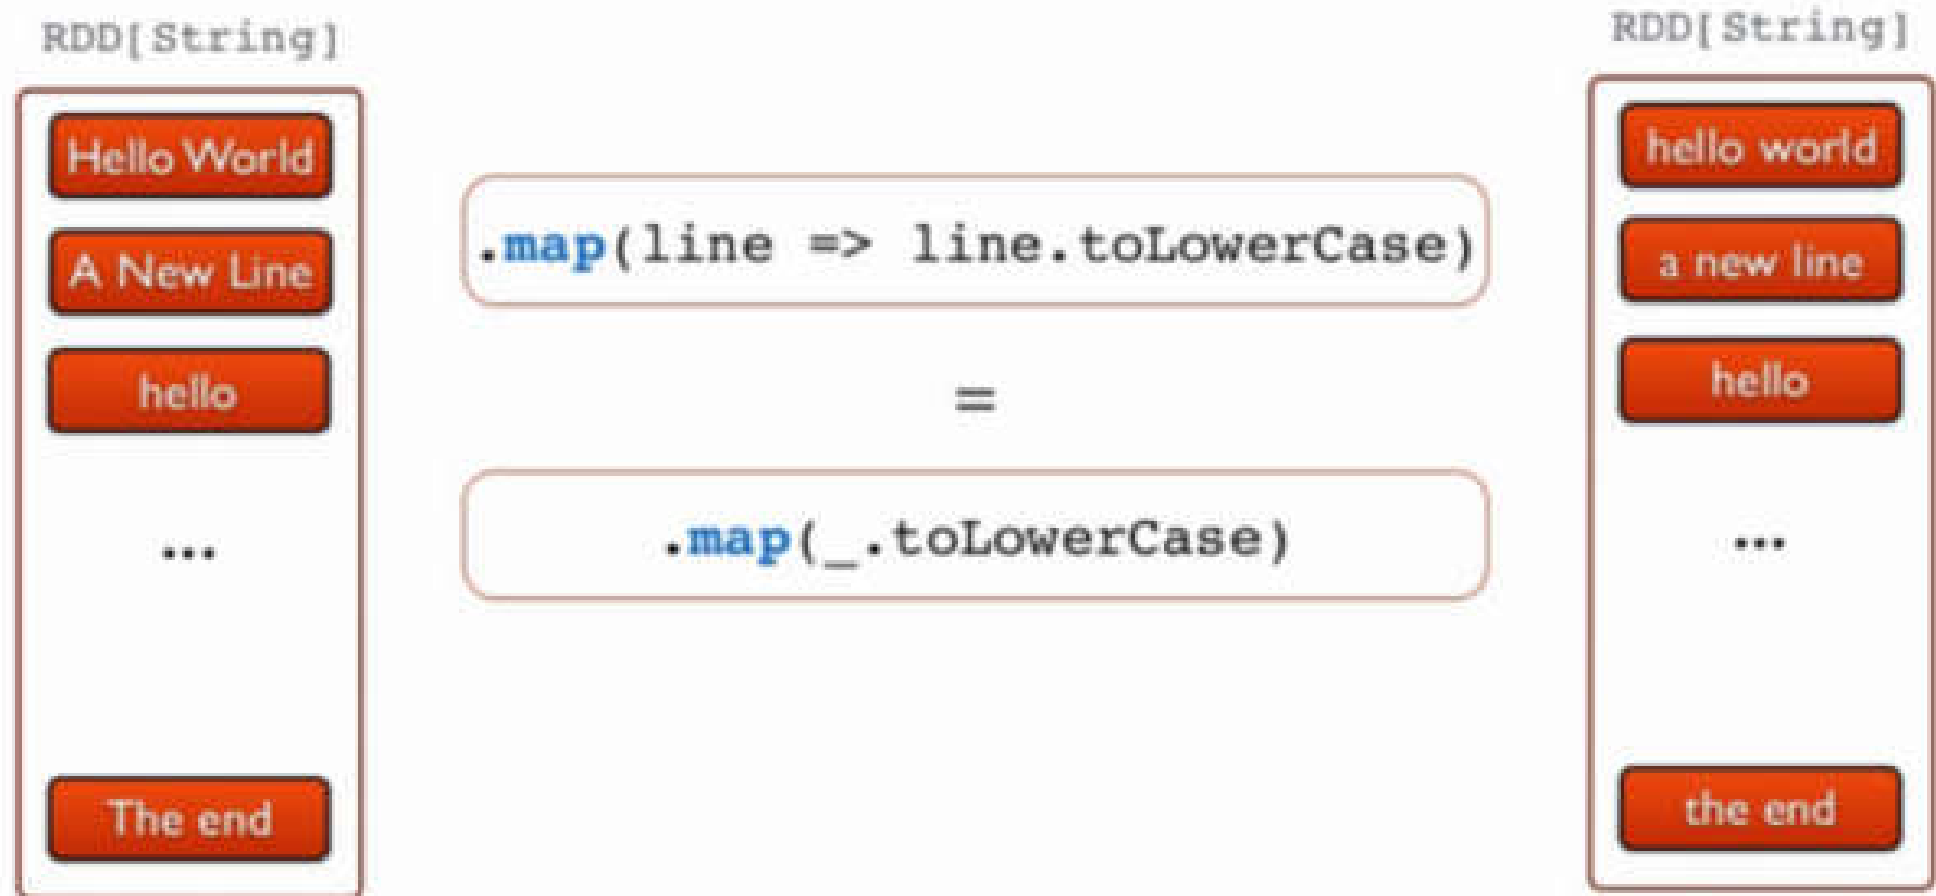 RDD[String]
Hello World
A New Line
hello
...
The end
.map(line => line.toLowerCase)
=
.map(_.toLowerCase)
RDD[String]
hello world
a new line
hello
...
the end